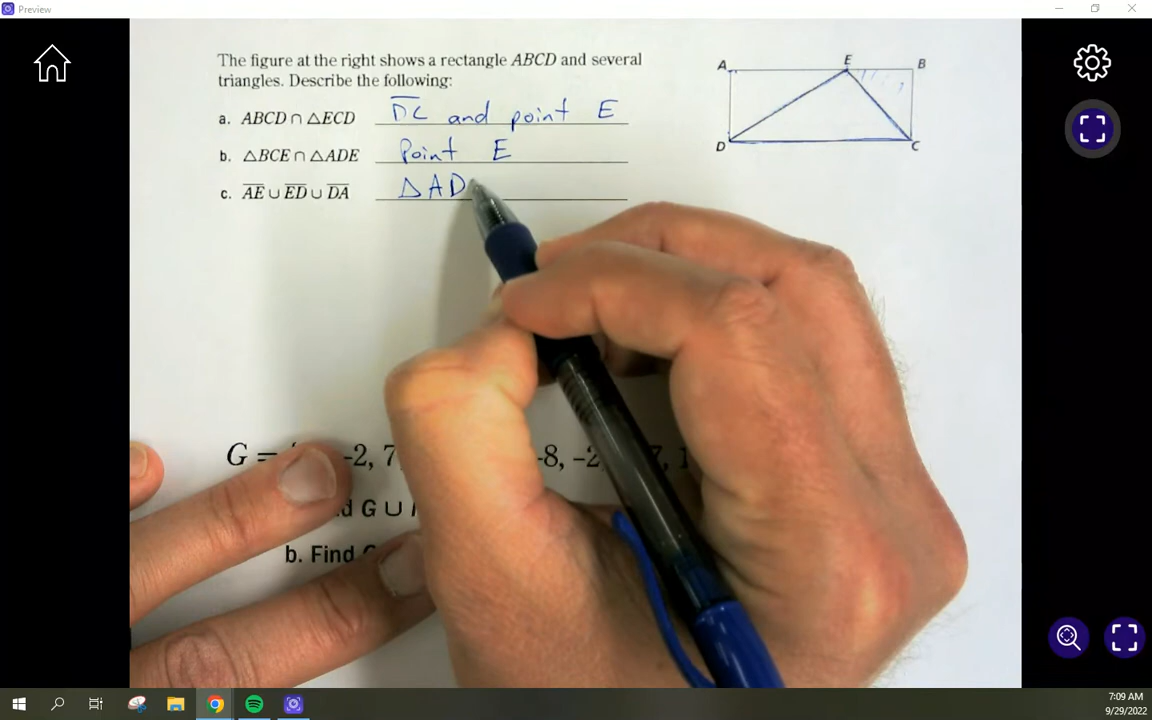 Preview
The figure at the right shows a rectangle ABCD and several
triangles. Describe the following:
a. ABCD ∩ △ECD DC and point E
b. △BCE ∩ △ADE Point E
c. AE ∪ ED ∪ DA △AD
A E B
D C
G = -2, 7 -8, -2 7, 1
d G ∪
b. Find
7:09 AM
9/29/2022